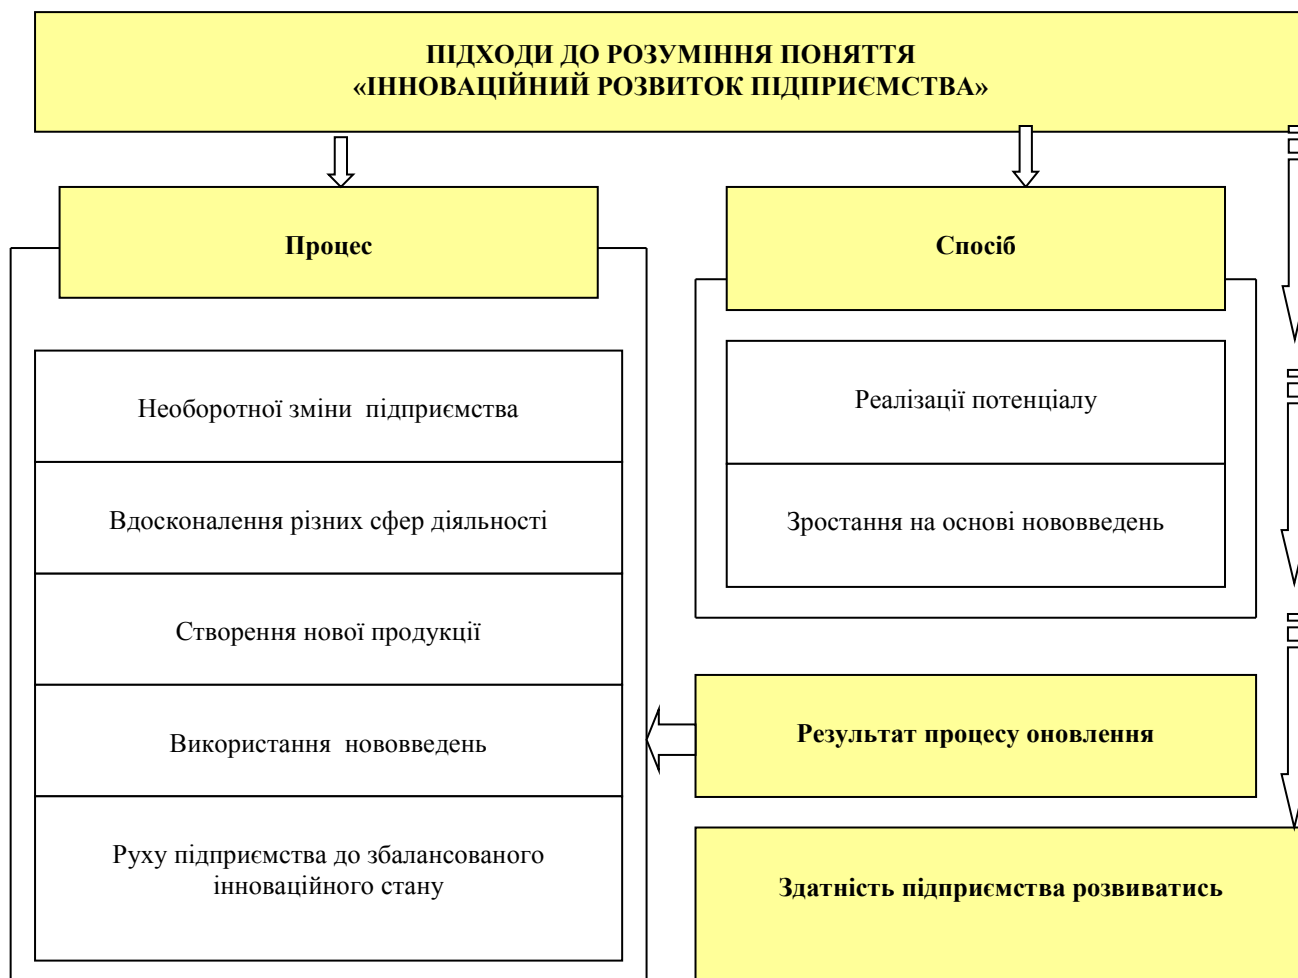 ПІДХОДИ ДО РОЗУМІННЯ ПОНЯТТЯ
«ІННОВАЦІЙНИЙ РОЗВИТОК ПІДПРИЄМСТВА»
Процес
Необоротної зміни підприємства
Вдосконалення різних сфер діяльності
Створення нової продукції
Використання нововведень
Руху підприємства до збалансованого
інноваційного стану
Спосіб
Реалізації потенціалу
Зростання на основі нововведень
Результат процесу оновлення
Здатність підприємства розвиватись